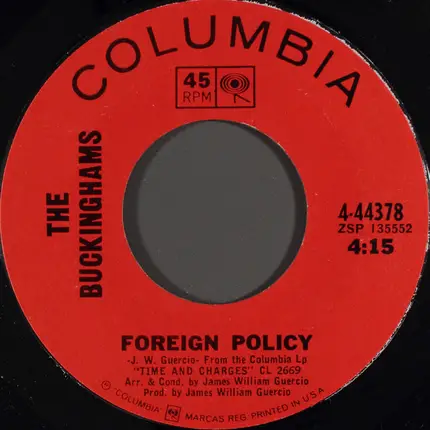 COLUMBIA
45
RPM
THE
BUCKINGHAMS
4-44378
ZSP 135552
4:15
FOREIGN POLICY
-J. W. Guercio- From the Columbia Lp
"TIME AND CHARGES" CL 2669
Arr. & Cond. by James William Guercio
Prod. by James William Guercio
℗"COLUMBIA" MARCAS REG. PRINTED IN U.S.A.